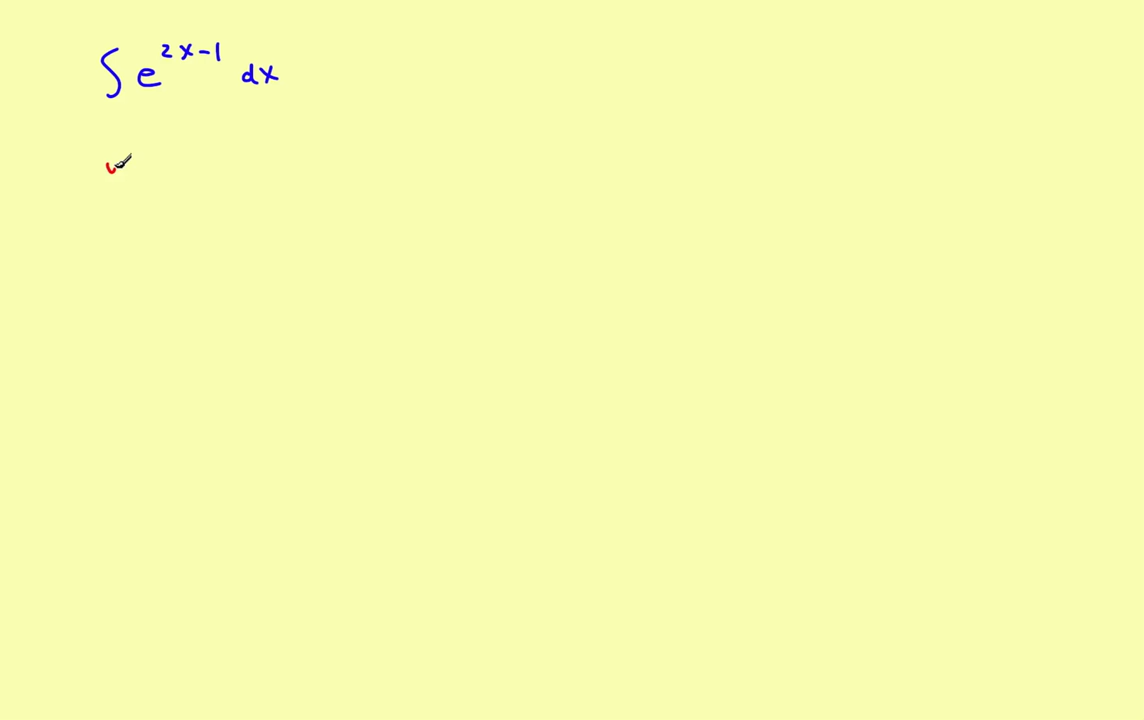 ∫ e^{2x-1} dx